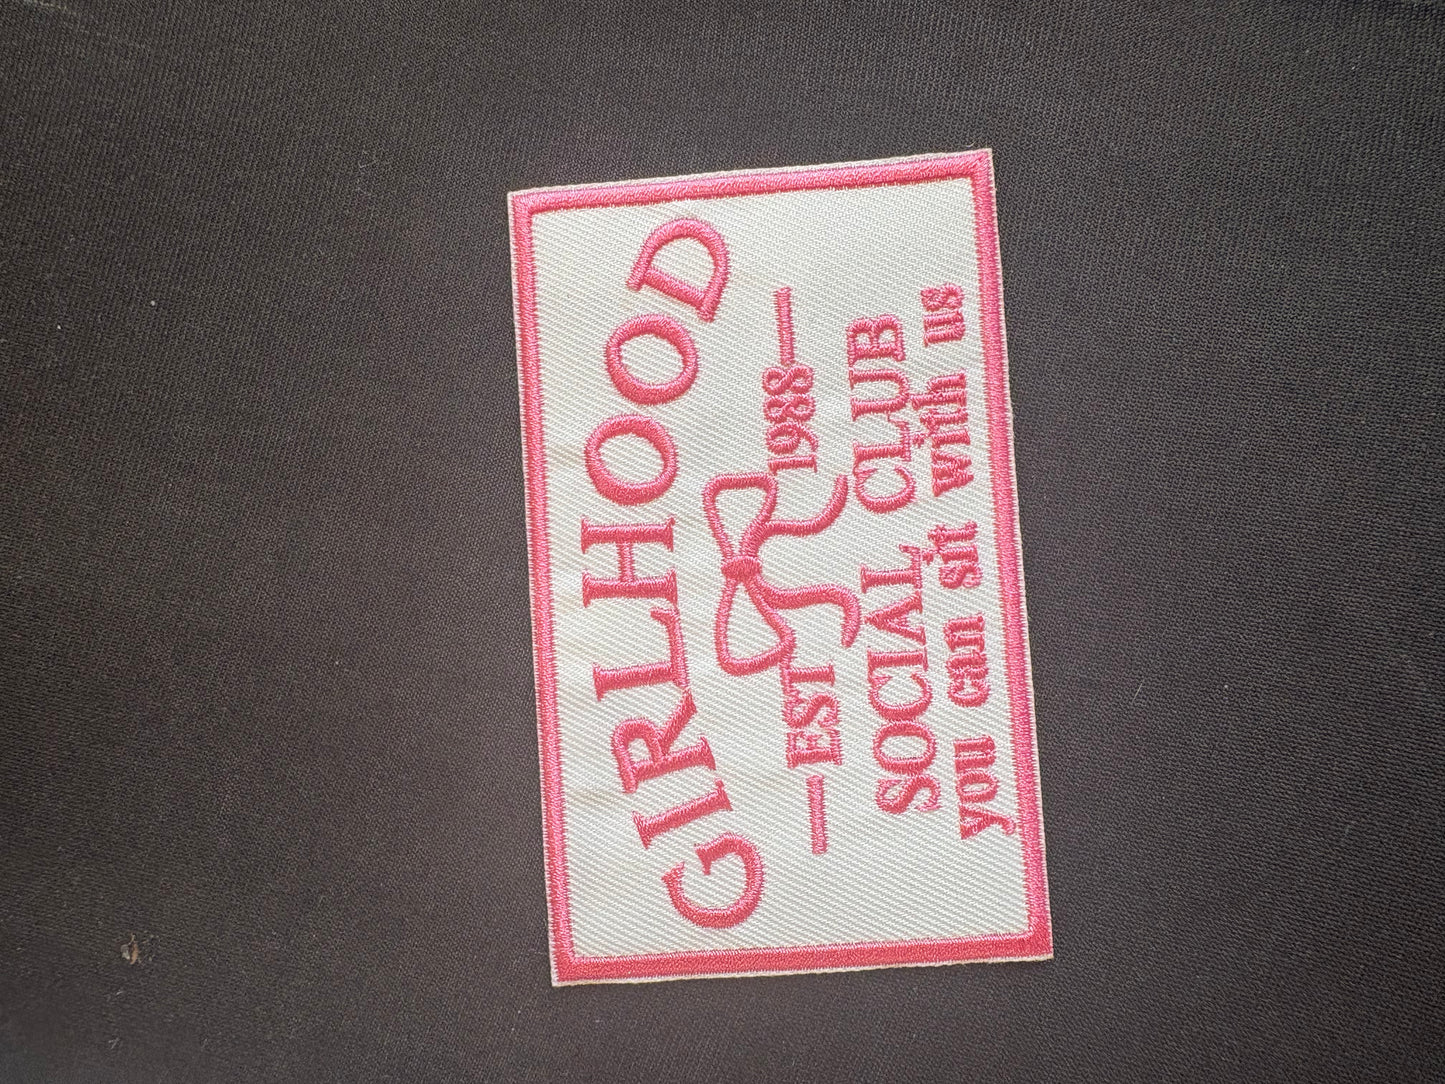 GIRLHOOD
EST 1988
SOCIAL CLUB
you can sit with us